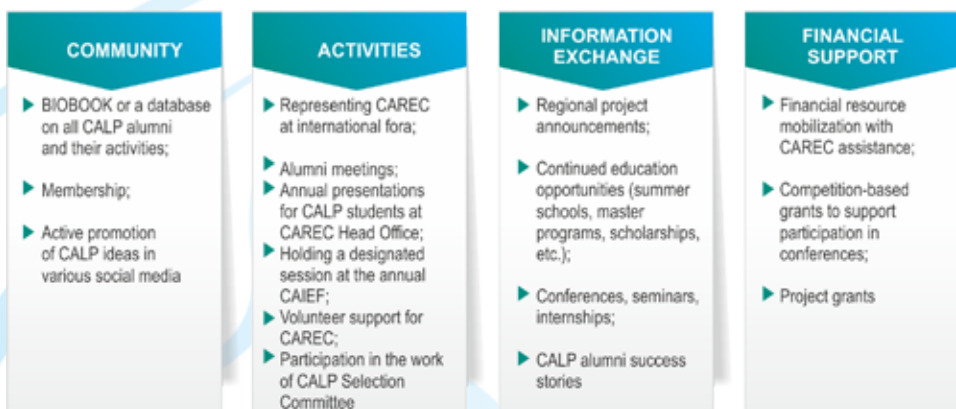 COMMUNITY
BIOBOOK or a database
on all CALP alumni
and their activities;
Membership;
Active promotion
of CALP ideas in
various social media
ACTIVITIES
Representing CAREC
at international fora;
Alumni meetings;
Annual presentations
for CALP students at
CAREC Head Office;
Holding a designated
session at the annual
CAIEF;
Volunteer support for
CAREC;
Participation in the work
of CALP Selection
Committee
INFORMATION
EXCHANGE
Regional project
announcements;
Continued education
opportunities (summer
schools, master
programs, scholarships,
etc.);
Conferences, seminars,
internships;
CALP alumni success
stories
FINANCIAL
SUPPORT
Financial resource
mobilization with
CAREC assistance;
Competition-based
grants to support
participation in
conferences;
Project grants